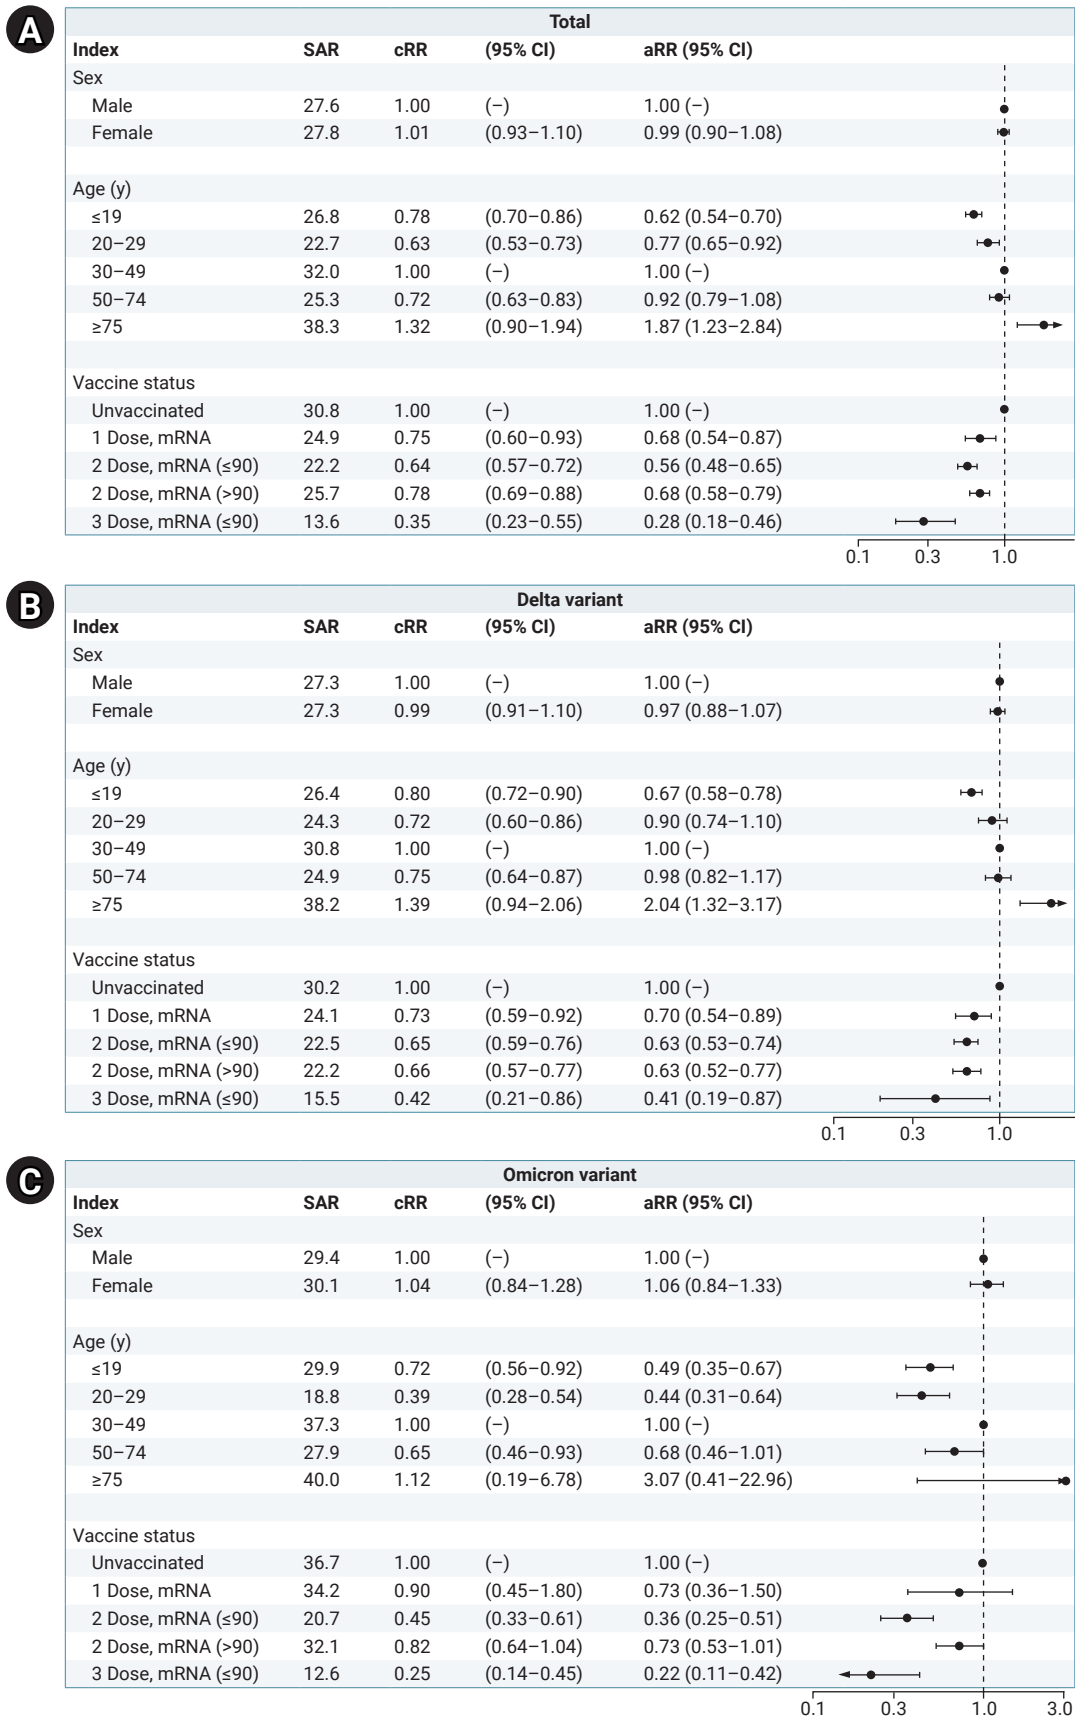 A
Total
Index SAR cRR (95% CI) aRR (95% CI)
Sex
Male 27.6 1.00 (–) 1.00 (–)
Female 27.8 1.01 (0.93–1.10) 0.99 (0.90–1.08)
Age (y)
≤19 26.8 0.78 (0.70–0.86) 0.62 (0.54–0.70)
20–29 22.7 0.63 (0.53–0.73) 0.77 (0.65–0.92)
30–49 32.0 1.00 (–) 1.00 (–)
50–74 25.3 0.72 (0.63–0.83) 0.92 (0.79–1.08)
≥75 38.3 1.32 (0.90–1.94) 1.87 (1.23–2.84)
Vaccine status
Unvaccinated 30.8 1.00 (–) 1.00 (–)
1 Dose, mRNA 24.9 0.75 (0.60–0.93) 0.68 (0.54–0.87)
2 Dose, mRNA (≤90) 22.2 0.64 (0.57–0.72) 0.56 (0.48–0.65)
2 Dose, mRNA (>90) 25.7 0.78 (0.69–0.88) 0.68 (0.58–0.79)
3 Dose, mRNA (≤90) 13.6 0.35 (0.23–0.55) 0.28 (0.18–0.46)
0.1 0.3 1.0
B
Delta variant
Index SAR cRR (95% CI) aRR (95% CI)
Sex
Male 27.3 1.00 (–) 1.00 (–)
Female 27.3 0.99 (0.91–1.10) 0.97 (0.88–1.07)
Age (y)
≤19 26.4 0.80 (0.72–0.90) 0.67 (0.58–0.78)
20–29 24.3 0.72 (0.60–0.86) 0.90 (0.74–1.10)
30–49 30.8 1.00 (–) 1.00 (–)
50–74 24.9 0.75 (0.64–0.87) 0.98 (0.82–1.17)
≥75 38.2 1.39 (0.94–2.06) 2.04 (1.32–3.17)
Vaccine status
Unvaccinated 30.2 1.00 (–) 1.00 (–)
1 Dose, mRNA 24.1 0.73 (0.59–0.92) 0.70 (0.54–0.89)
2 Dose, mRNA (≤90) 22.5 0.65 (0.59–0.76) 0.63 (0.53–0.74)
2 Dose, mRNA (>90) 22.2 0.66 (0.57–0.77) 0.63 (0.52–0.77)
3 Dose, mRNA (≤90) 15.5 0.42 (0.21–0.86) 0.41 (0.19–0.87)
0.1 0.3 1.0
C
Omicron variant
Index SAR cRR (95% CI) aRR (95% CI)
Sex
Male 29.4 1.00 (–) 1.00 (–)
Female 30.1 1.04 (0.84–1.28) 1.06 (0.84–1.33)
Age (y)
≤19 29.9 0.72 (0.56–0.92) 0.49 (0.35–0.67)
20–29 18.8 0.39 (0.28–0.54) 0.44 (0.31–0.64)
30–49 37.3 1.00 (–) 1.00 (–)
50–74 27.9 0.65 (0.46–0.93) 0.68 (0.46–1.01)
≥75 40.0 1.12 (0.19–6.78) 3.07 (0.41–22.96)
Vaccine status
Unvaccinated 36.7 1.00 (–) 1.00 (–)
1 Dose, mRNA 34.2 0.90 (0.45–1.80) 0.73 (0.36–1.50)
2 Dose, mRNA (≤90) 20.7 0.45 (0.33–0.61) 0.36 (0.25–0.51)
2 Dose, mRNA (>90) 32.1 0.82 (0.64–1.04) 0.73 (0.53–1.01)
3 Dose, mRNA (≤90) 12.6 0.25 (0.14–0.45) 0.22 (0.11–0.42)
0.1 0.3 1.0 3.0